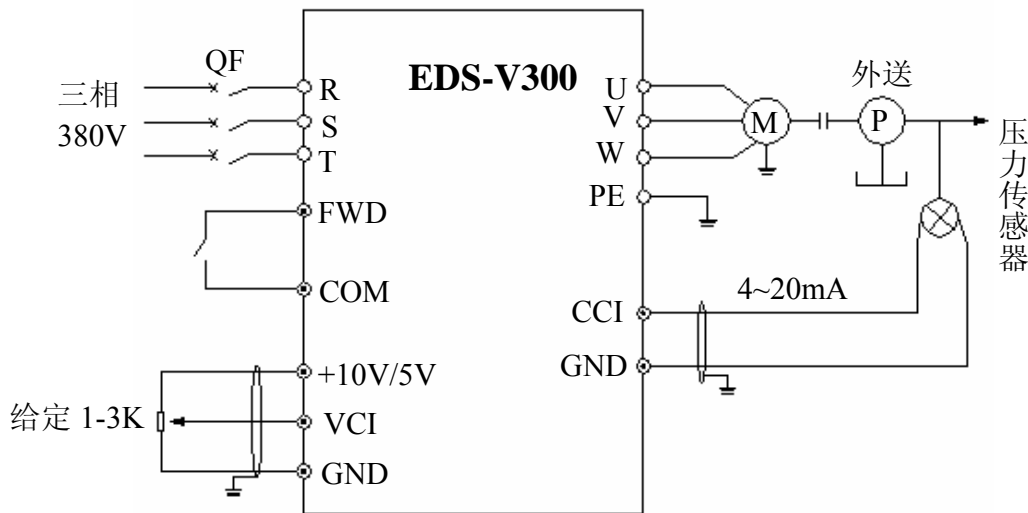 QF
三相
380V
R
S
T
FWD
COM
+10V/5V
给定 1-3K
VCI
GND
EDS-V300
U
V
W
PE
CCI
GND
M
外送
P
压力传感器
4~20mA